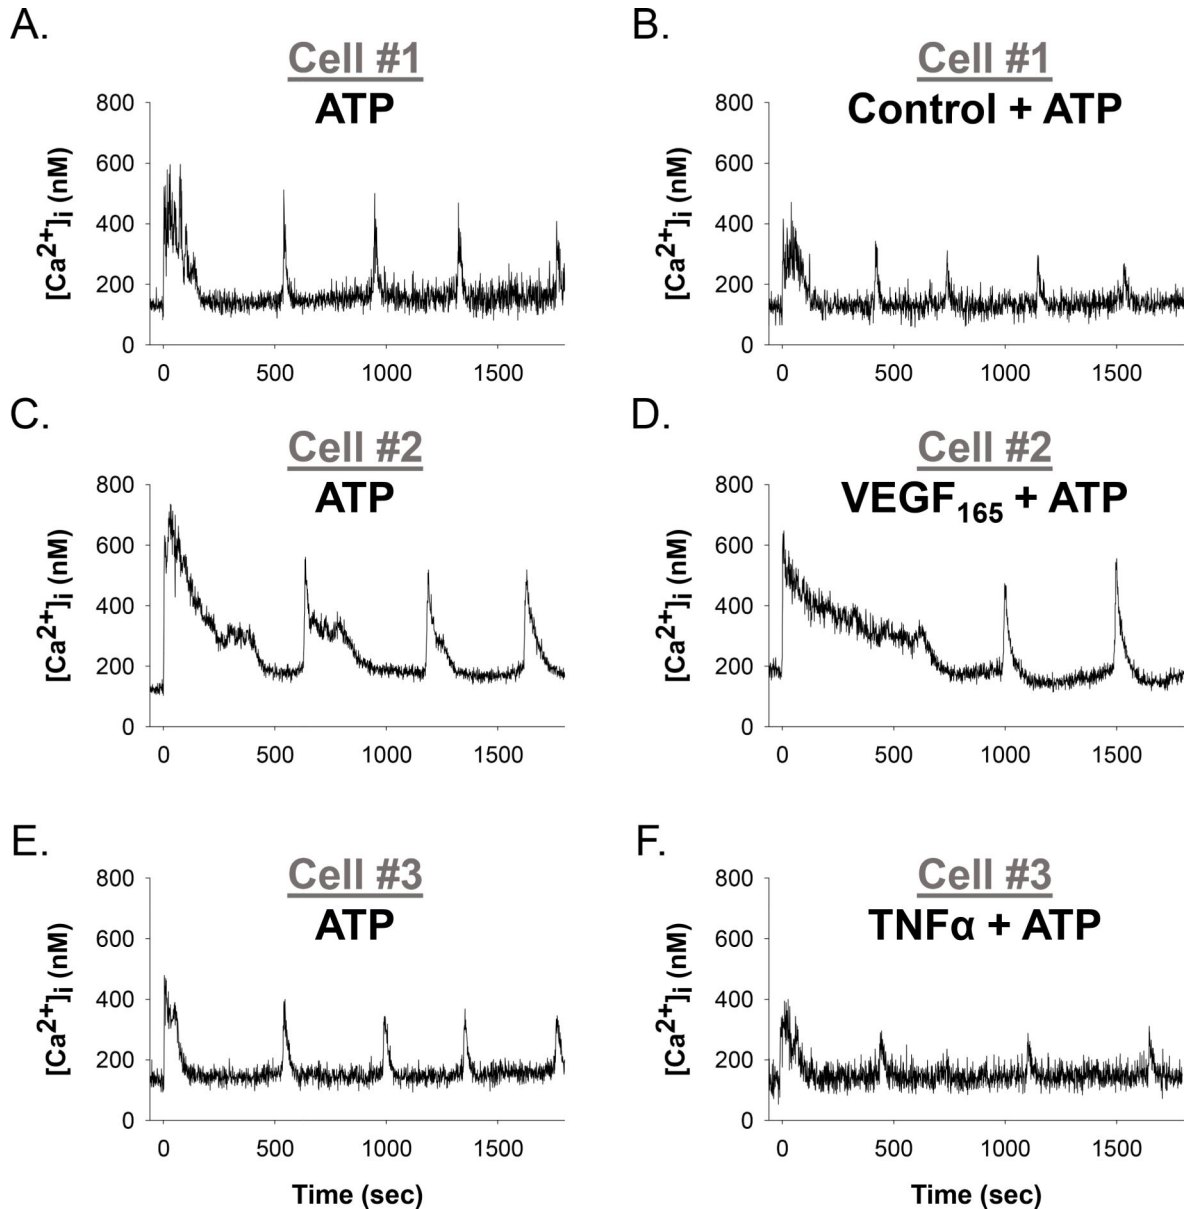 A.
Cell #1
ATP
[Ca2+]i (nM)
800
600
400
200
0
0 500 1000 1500
B.
Cell #1
Control + ATP
[Ca2+]i (nM)
800
600
400
200
0
0 500 1000 1500
C.
Cell #2
ATP
[Ca2+]i (nM)
800
600
400
200
0
0 500 1000 1500
D.
Cell #2
VEGF165 + ATP
[Ca2+]i (nM)
800
600
400
200
0
0 500 1000 1500
E.
Cell #3
ATP
[Ca2+]i (nM)
800
600
400
200
0
0 500 1000 1500
Time (sec)
F.
Cell #3
TNFα + ATP
[Ca2+]i (nM)
800
600
400
200
0
0 500 1000 1500
Time (sec)